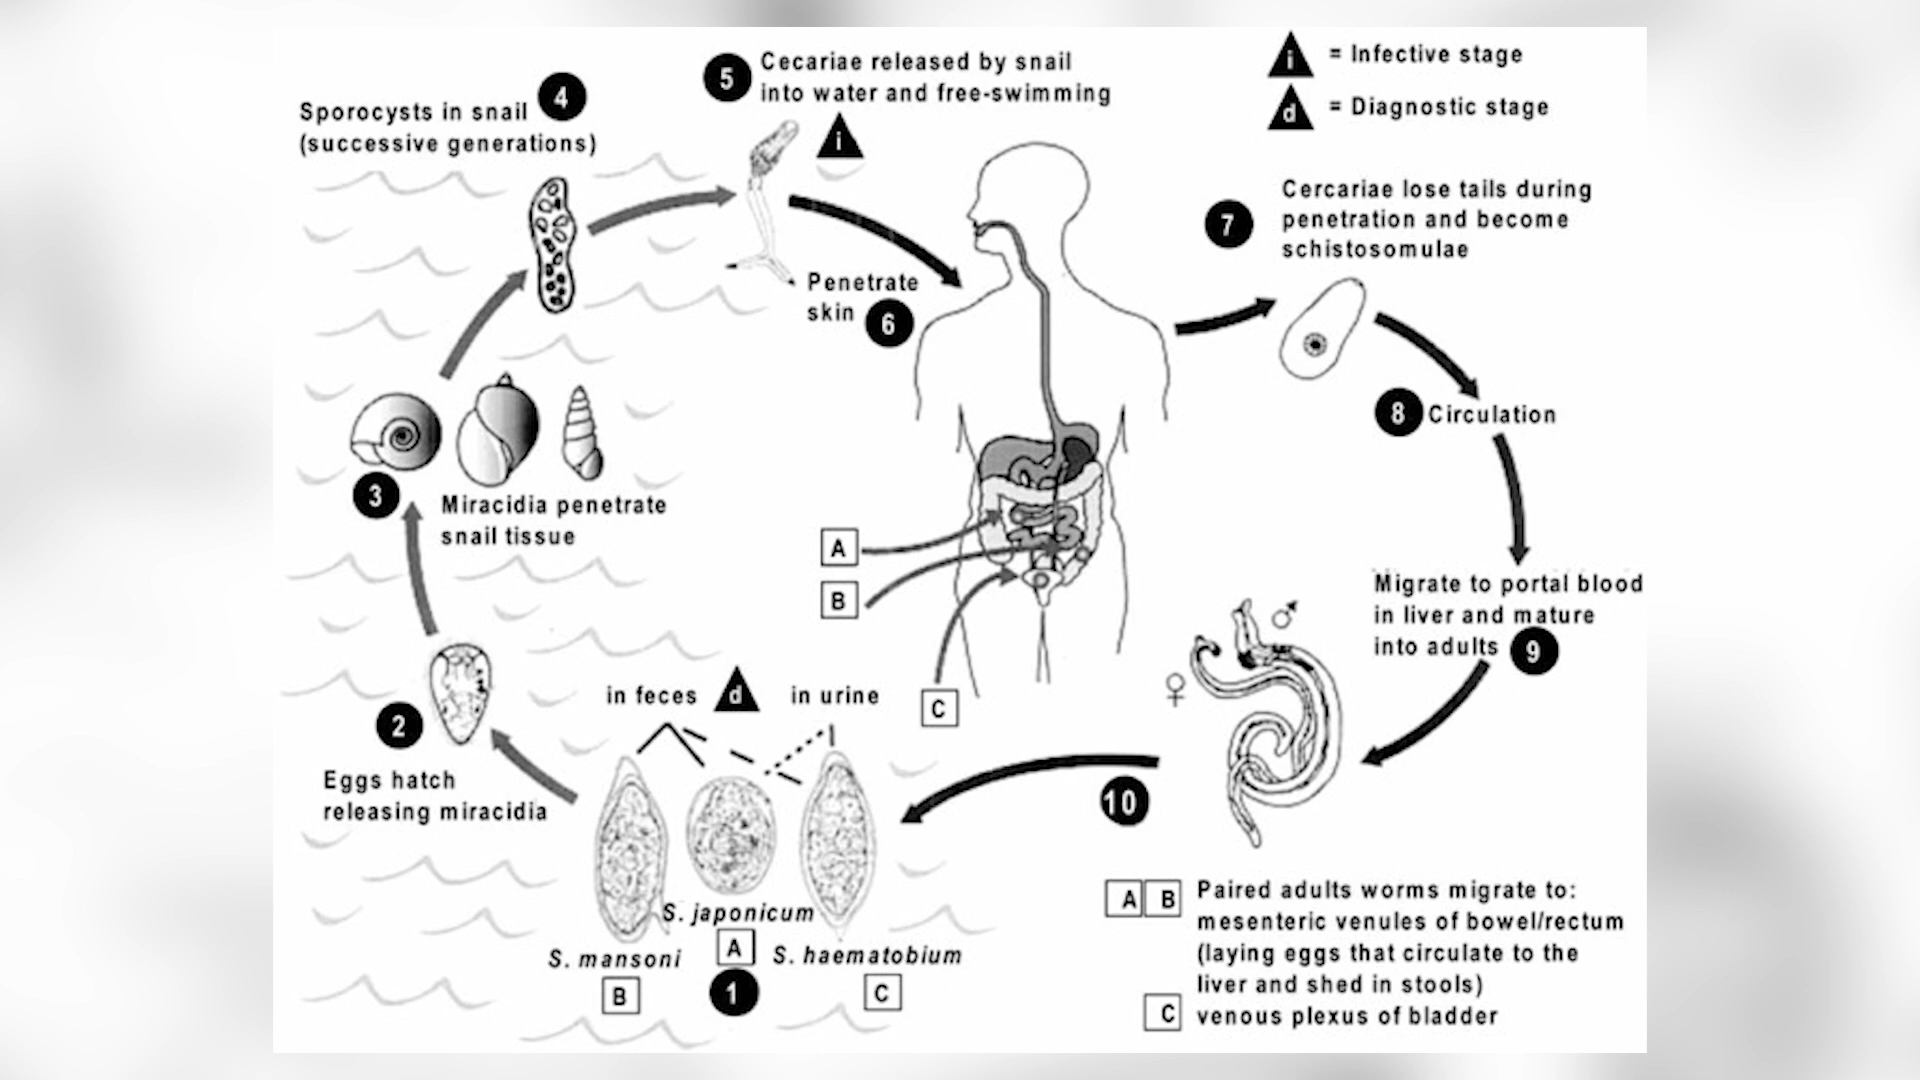 Sporocysts in snail 4
(successive generations)
5 Cecariae released by snail
into water and free-swimming
i
i = Infective stage
d = Diagnostic stage
Penetrate
skin 6
7 Cercariae lose tails during
penetration and become
schistosomulae
8 Circulation
3 Miracidia penetrate
snail tissue
A
B
C
Migrate to portal blood
in liver and mature
into adults 9
♂
♀
2
Eggs hatch
releasing miracidia
in feces d in urine
10
S. japonicum
A
S. mansoni
B
S. haematobium
C
1
A B Paired adults worms migrate to:
mesenteric venules of bowel/rectum
(laying eggs that circulate to the
liver and shed in stools)
C venous plexus of bladder